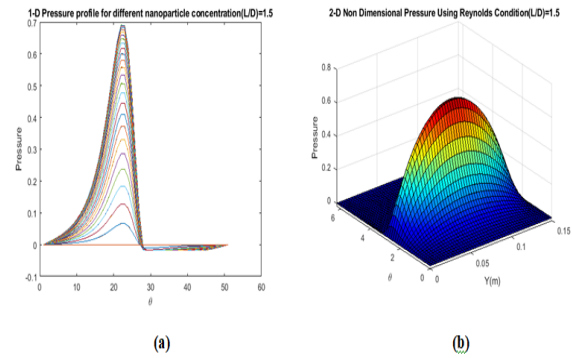 1-D Pressure profile for different nanoparticle concentration(L/D)=1.5
Pressure
0.7
0.6
0.5
0.4
0.3
0.2
0.1
0
-0.1
0 10 20 30 40 50 60
θ
(a)
2-D Non Dimensional Pressure Using Reynolds Condition(L/D)=1.5
Pressure
0.8
0.6
0.4
0.2
0
6
4
2
0
θ
0
0.05
0.1
0.15
Y(m)
(b)